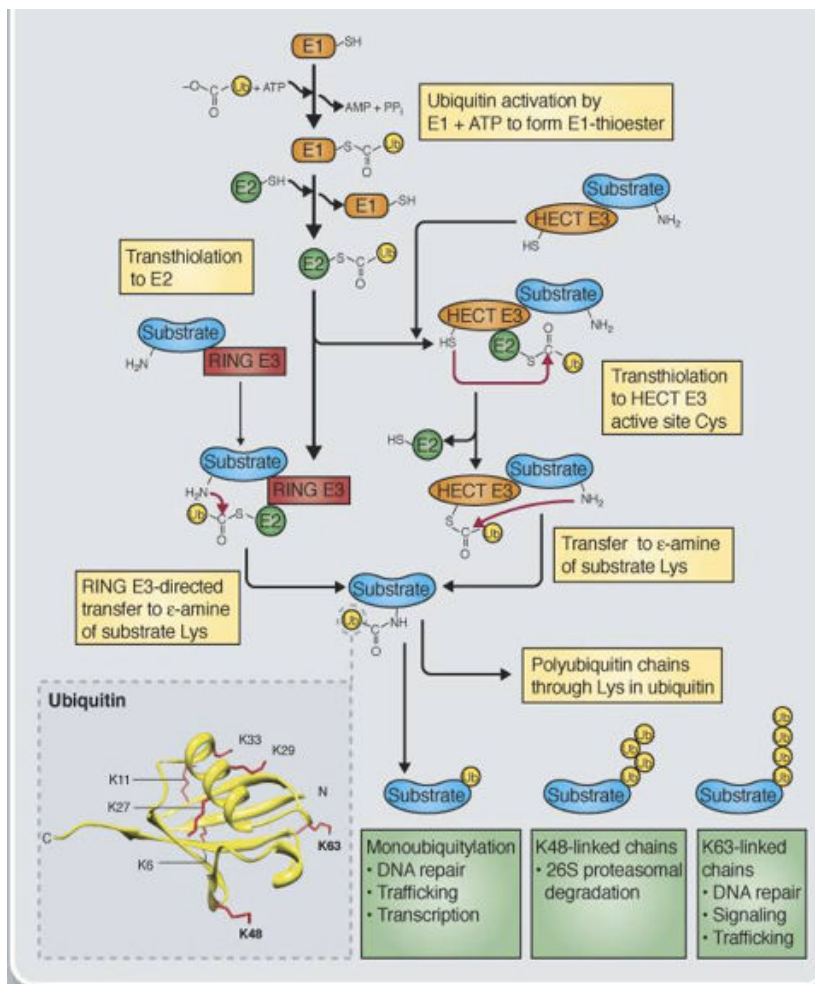 E1
SH
–O
C
O
Ub
+ ATP
AMP + PPi
Ubiquitin activation by
E1 + ATP to form E1-thioester
E1
S
C
O
Ub
E2
SH
E1
SH
Substrate
HECT E3
HS
NH2
Transthiolation
to E2
E2
S
C
O
Ub
Substrate
H2N
RING E3
HECT E3
Substrate
HS
E2
NH2
S
C
O
Ub
Transthiolation
to HECT E3
active site Cys
HS
E2
Substrate
H2N
RING E3
Ub
C
S
E2
O
HECT E3
Substrate
NH2
S
C
O
Ub
Transfer to ε-amine
of substrate Lys
RING E3-directed
transfer to ε-amine
of substrate Lys
Substrate
Ub
C
NH
O
Polyubiquitin chains
through Lys in ubiquitin
Ubiquitin
K33
K29
K11
K27
N
C
K63
K6
K48
Substrate
Ub
Substrate
Ub
Ub
Ub
Ub
Substrate
Ub
Ub
Ub
Ub
Monoubiquitylation
• DNA repair
• Trafficking
• Transcription
K48-linked chains
• 26S proteasomal
degradation
K63-linked
chains
• DNA repair
• Signaling
• Trafficking